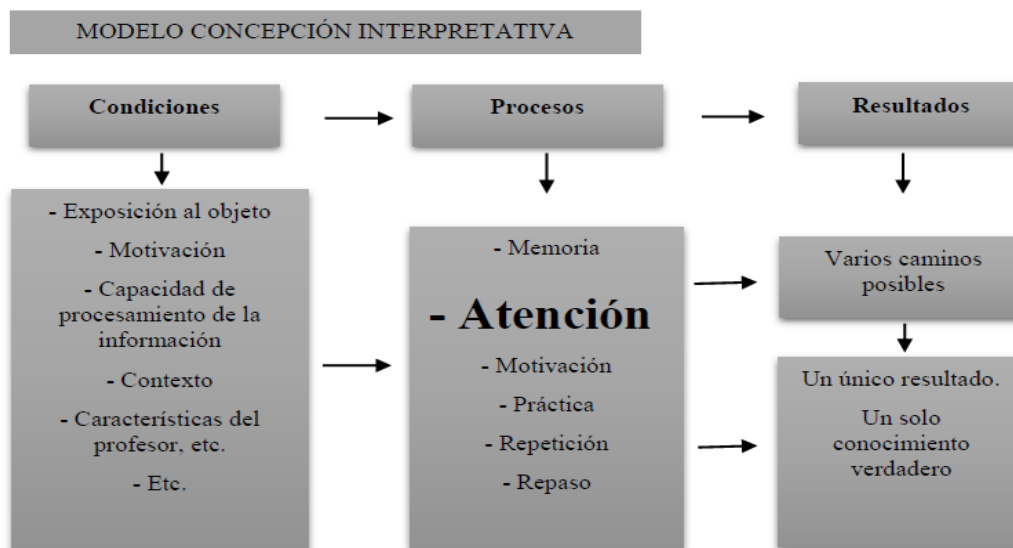 MODELO CONCEPCIÓN INTERPRETATIVA
Condiciones
Procesos
Resultados
- Exposición al objeto
- Motivación
- Capacidad de
procesamiento de la
información
- Contexto
- Características del
profesor, etc.
- Etc.
- Memoria
- Atención
- Motivación
- Práctica
- Repetición
- Repaso
Varios caminos
posibles
Un único resultado.
Un solo
conocimiento
verdadero